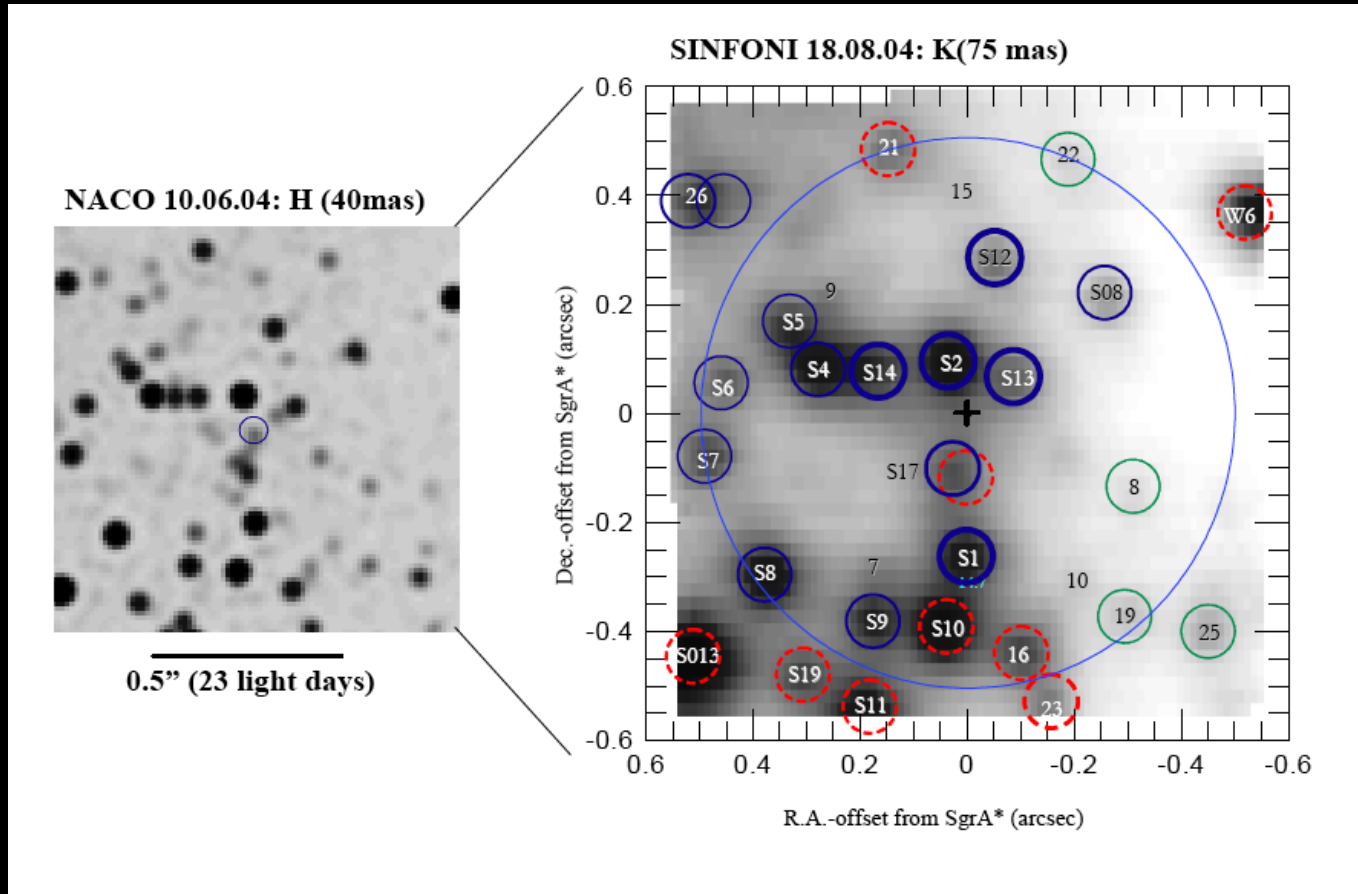 SINFONI 18.08.04: K(75 mas)
NACO 10.06.04: H (40mas)
0.5” (23 light days)
Dec.-offset from SgrA* (arcsec)
0.6
0.4
0.2
0
-0.2
-0.4
-0.6
21
22
15
26
W6
S12
S08
9
S5
S4
S14
S2
S13
S6
S7
S17
8
S1
S8
7
10
S9
S10
19
25
16
S013
S19
S11
23
0.6 0.4 0.2 0 -0.2 -0.4 -0.6
R.A.-offset from SgrA* (arcsec)